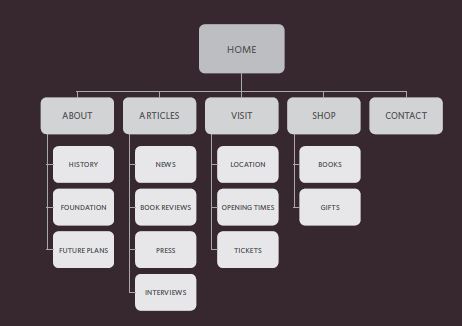 HOME
ABOUT
ARTICLES
VISIT
SHOP
CONTACT
HISTORY
NEWS
LOCATION
BOOKS
FOUNDATION
BOOK REVIEWS
OPENING TIMES
GIFTS
FUTURE PLANS
PRESS
TICKETS
INTERVIEWS